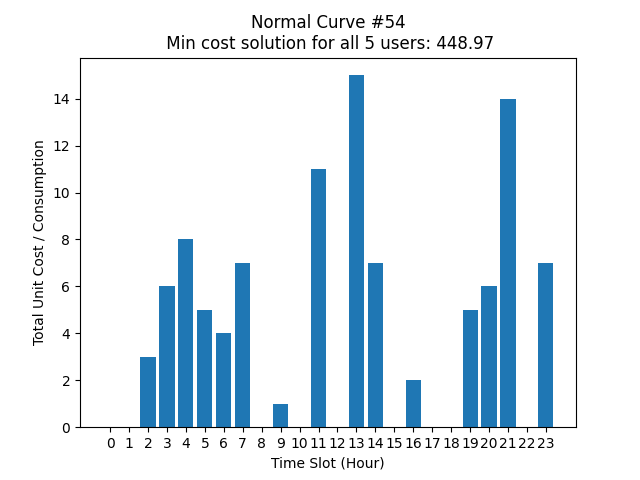 Normal Curve #54
Min cost solution for all 5 users: 448.97
Total Unit Cost / Consumption
14
12
10
8
6
4
2
0
0 1 2 3 4 5 6 7 8 9 10 11 12 13 14 15 16 17 18 19 20 21 22 23
Time Slot (Hour)